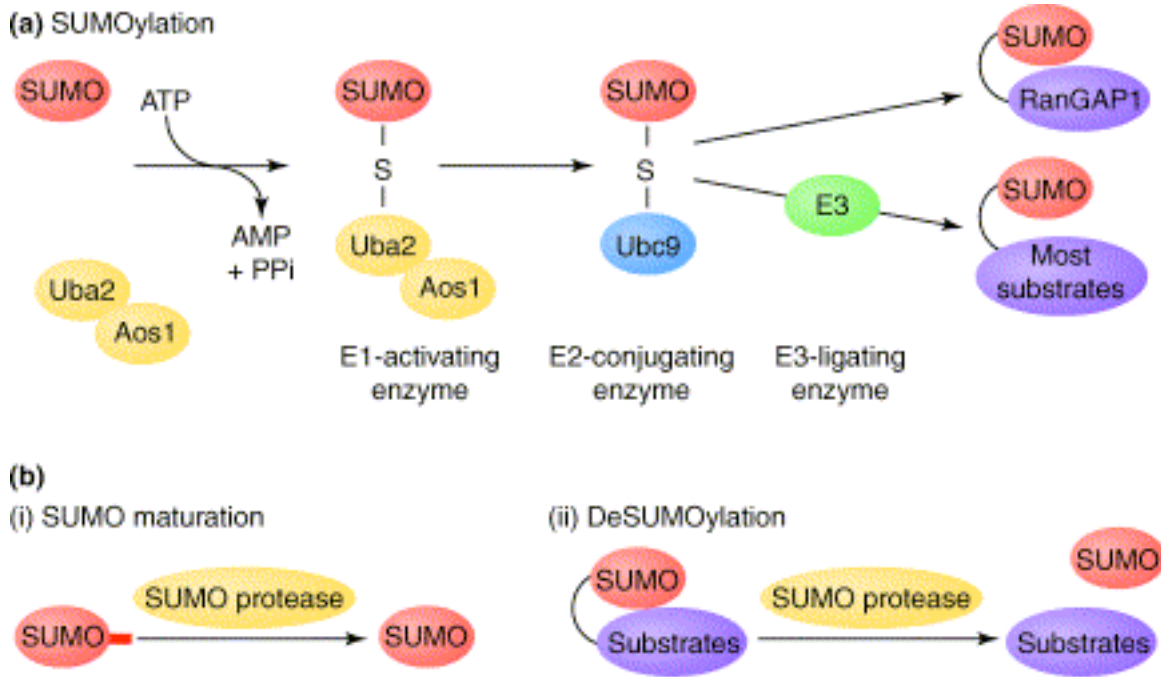 (a) SUMOylation
SUMO
ATP
AMP
+ PPi
Uba2
Aos1
SUMO
S
Uba2
Aos1
E1-activating
enzyme
SUMO
S
Ubc9
E2-conjugating
enzyme
E3
E3-ligating
enzyme
SUMO
RanGAP1
SUMO
Most
substrates
(b)
(i) SUMO maturation
SUMO
SUMO protease
SUMO
(ii) DeSUMOylation
SUMO
Substrates
SUMO protease
SUMO
Substrates